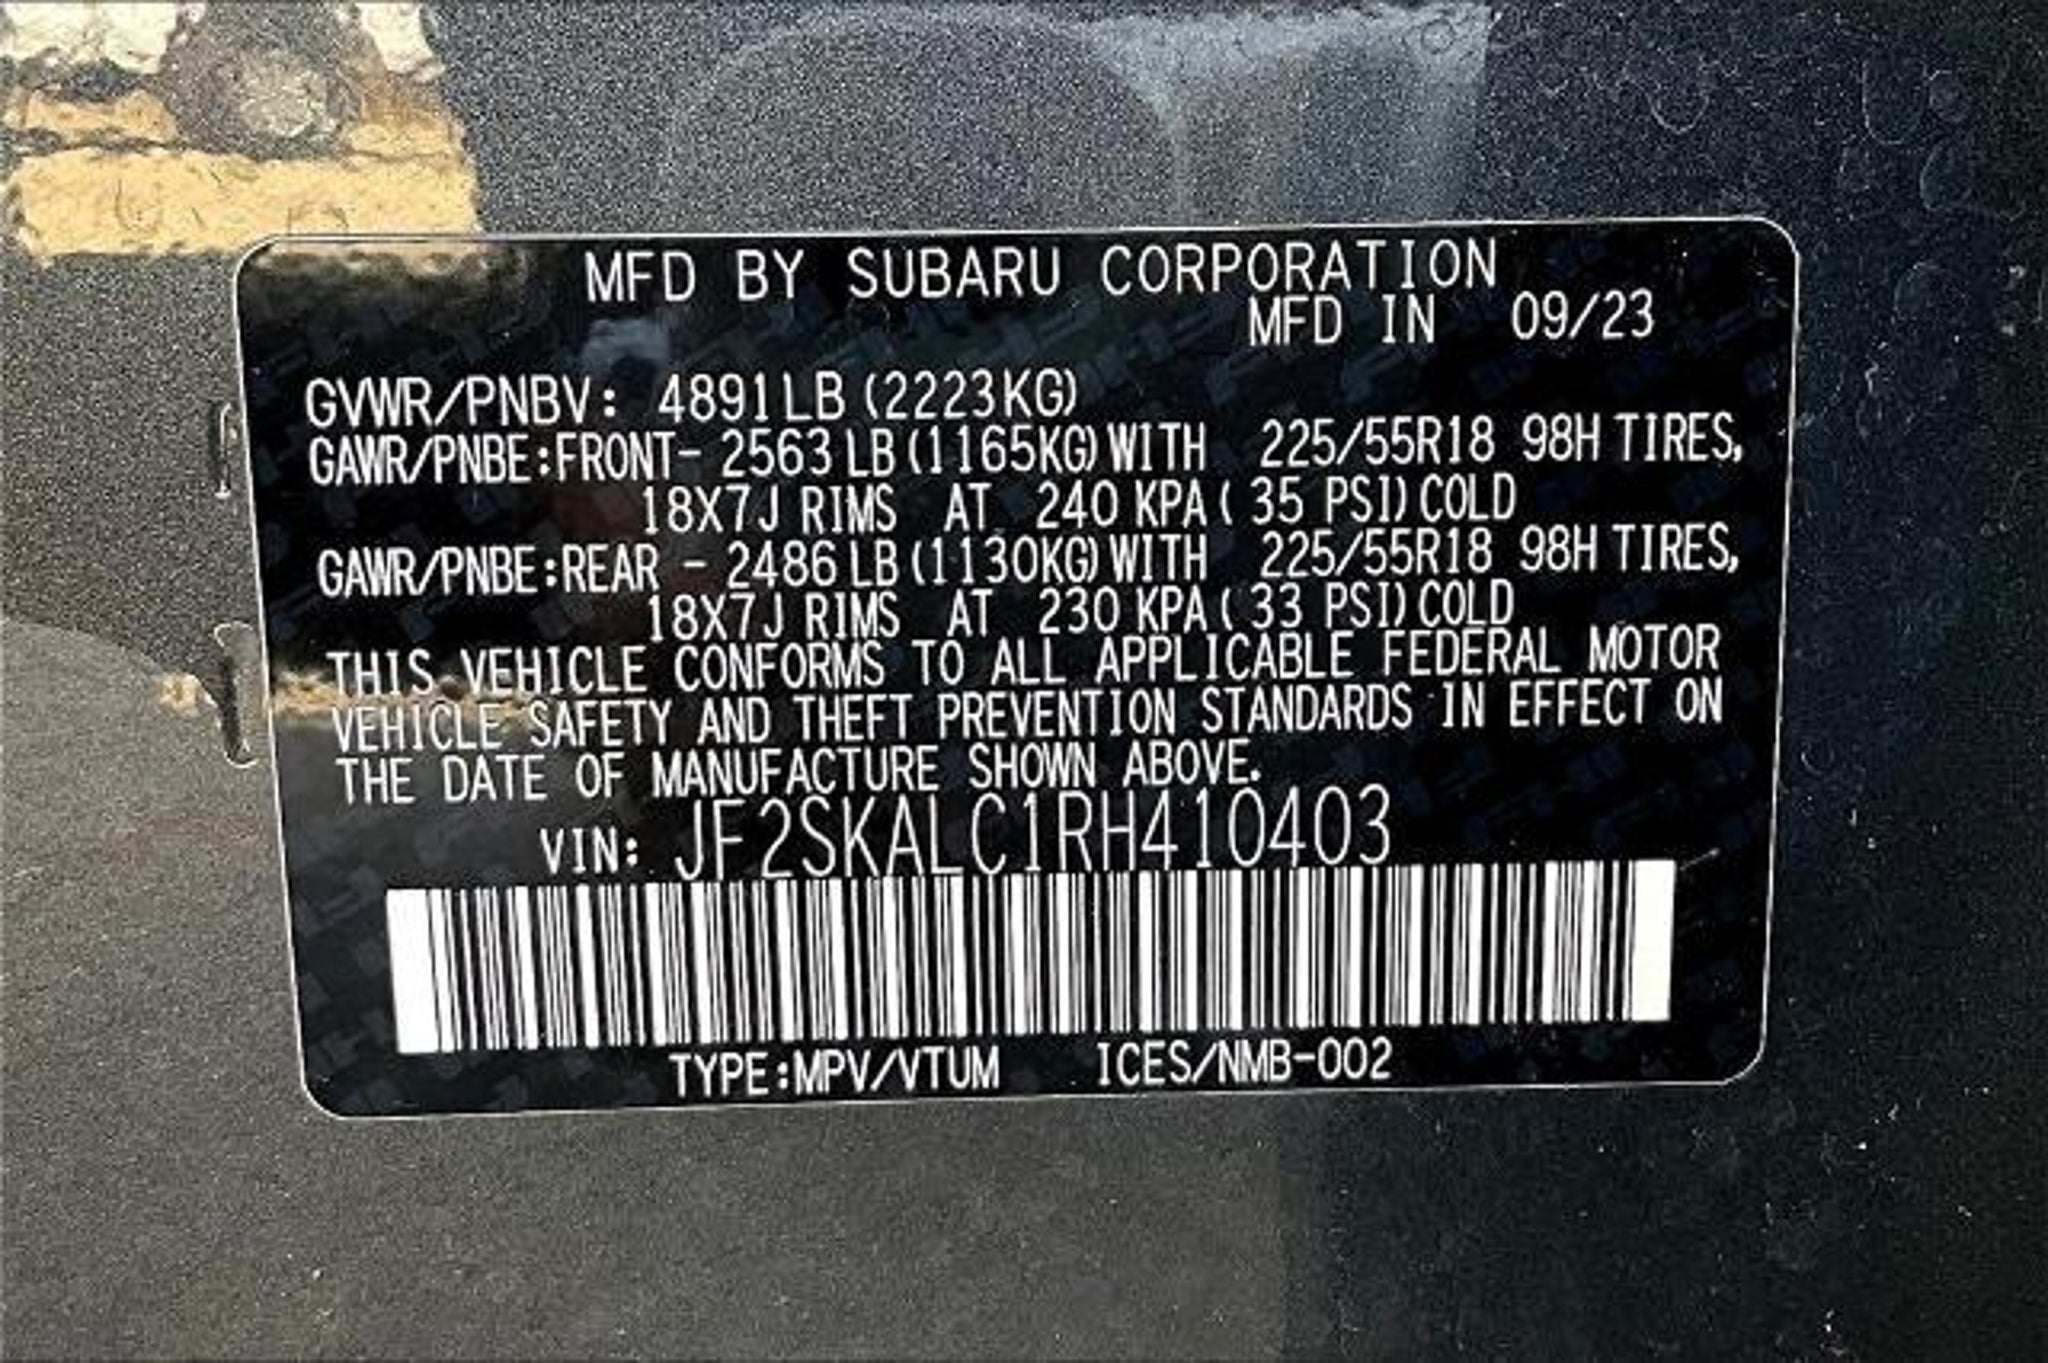 MFD BY SUBARU CORPORATION
MFD IN 09/23
GVWR/PNBV: 4891LB (2223KG)
GAWR/PNBE:FRONT- 2563 LB (1165KG) WITH 225/55R18 98H TIRES,
18X7J RIMS AT 240 KPA ( 35 PSI) COLD
GAWR/PNBE:REAR - 2486 LB (1130KG) WITH 225/55R18 98H TIRES,
18X7J RIMS AT 230 KPA ( 33 PSI) COLD
THIS VEHICLE CONFORMS TO ALL APPLICABLE FEDERAL MOTOR
VEHICLE SAFETY AND THEFT PREVENTION STANDARDS IN EFFECT ON
THE DATE OF MANUFACTURE SHOWN ABOVE.
VIN: JF2SKALC1RH410403
TYPE:MPV/VTUM ICES/NMB-002